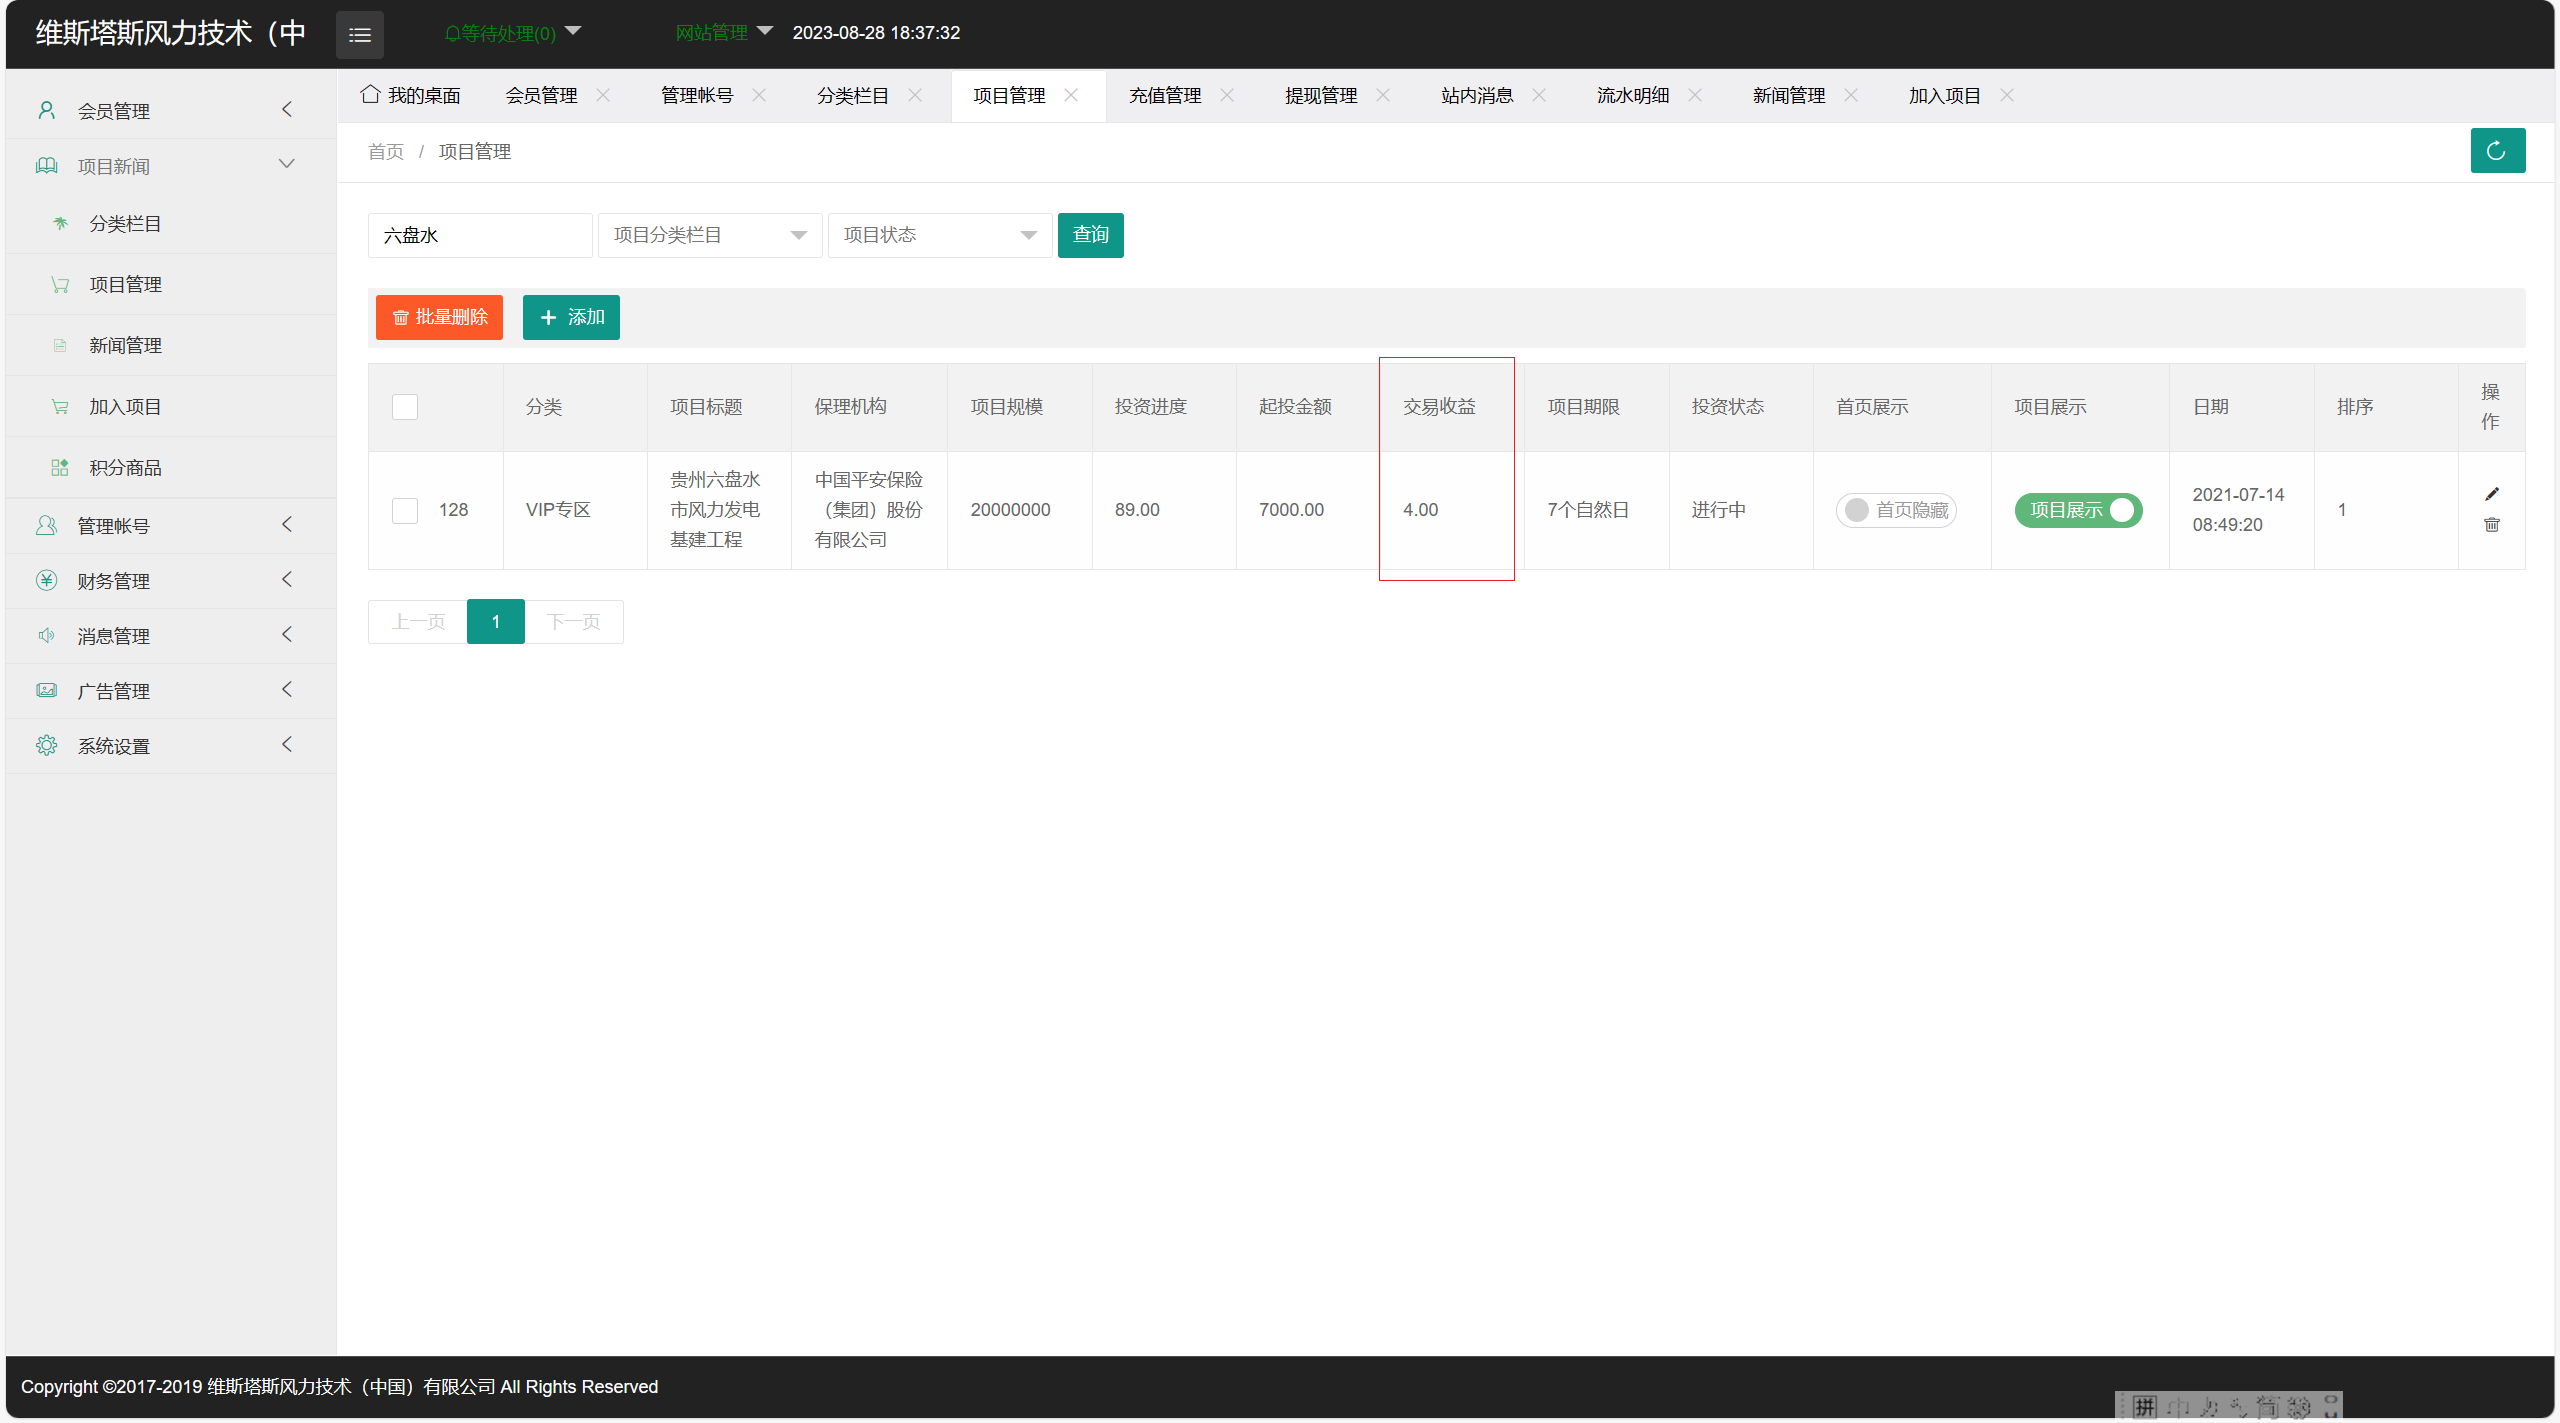 维斯塔斯风力技术（中
等待处理(0)
网站管理
2023-08-28 18:37:32
会员管理
项目新闻
分类栏目
项目管理
新闻管理
加入项目
积分商品
管理帐号
财务管理
消息管理
广告管理
系统设置
我的桌面 会员管理 管理帐号 分类栏目 项目管理 充值管理 提现管理 站内消息 流水明细 新闻管理 加入项目
首页 / 项目管理
六盘水 项目分类栏目 项目状态 查询
批量删除 添加
分类 项目标题 保理机构 项目规模 投资进度 起投金额 交易收益 项目期限 投资状态 首页展示 项目展示 日期 排序 操
作
128 VIP专区
贵州六盘水
市风力发电
基建工程
中国平安保险
（集团）股份
有限公司
20000000 89.00 7000.00 4.00 7个自然日 进行中 首页隐藏 项目展示
2021-07-14
08:49:20
1
上一页 1 下一页
Copyright ©2017-2019 维斯塔斯风力技术（中国）有限公司 All Rights Reserved
拼 中 简